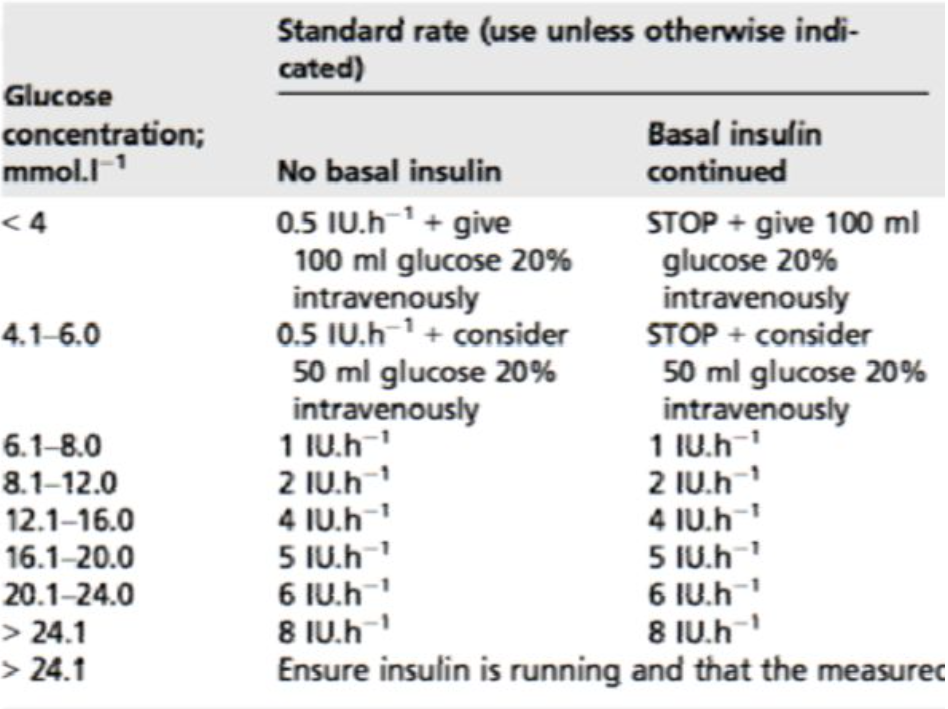 Standard rate (use unless otherwise indi-
cated)
Glucose
concentration;
mmol.l⁻¹
No basal insulin
Basal insulin
continued
< 4
0.5 IU.h⁻¹ + give
100 ml glucose 20%
intravenously
STOP + give 100 ml
glucose 20%
intravenously
4.1–6.0
0.5 IU.h⁻¹ + consider
50 ml glucose 20%
intravenously
STOP + consider
50 ml glucose 20%
intravenously
6.1–8.0 1 IU.h⁻¹ 1 IU.h⁻¹
8.1–12.0 2 IU.h⁻¹ 2 IU.h⁻¹
12.1–16.0 4 IU.h⁻¹ 4 IU.h⁻¹
16.1–20.0 5 IU.h⁻¹ 5 IU.h⁻¹
20.1–24.0 6 IU.h⁻¹ 6 IU.h⁻¹
> 24.1 8 IU.h⁻¹ 8 IU.h⁻¹
> 24.1 Ensure insulin is running and that the measured